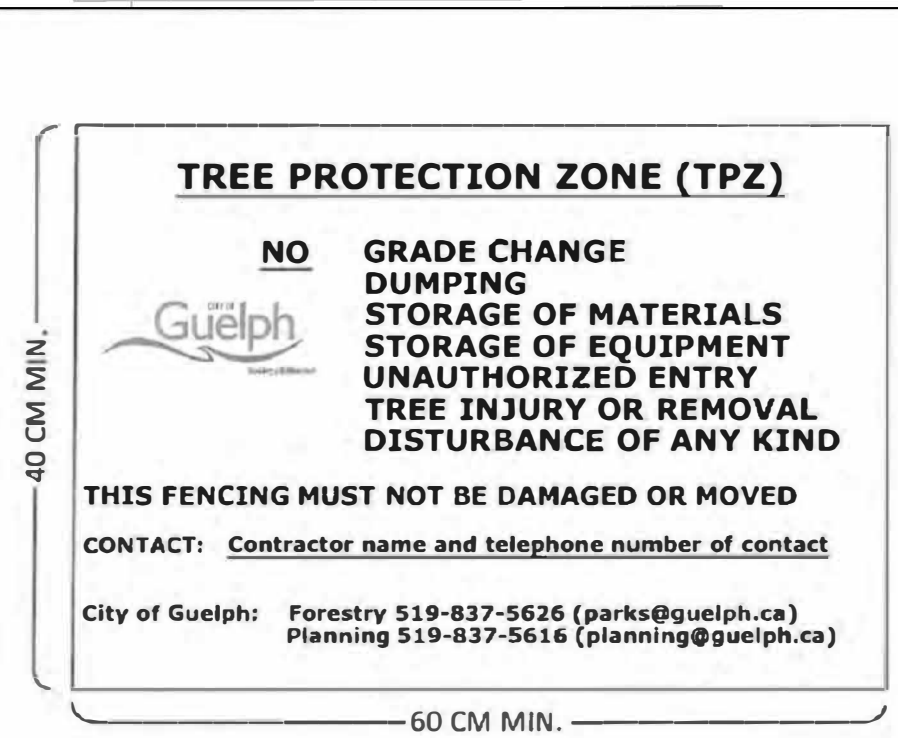 TREE PROTECTION ZONE (TPZ)
NO GRADE CHANGE
DUMPING
STORAGE OF MATERIALS
STORAGE OF EQUIPMENT
UNAUTHORIZED ENTRY
TREE INJURY OR REMOVAL
DISTURBANCE OF ANY KIND
CITY OF
Guelph
THIS FENCING MUST NOT BE DAMAGED OR MOVED
CONTACT: Contractor name and telephone number of contact
City of Guelph: Forestry 519-837-5626 (parks@guelph.ca)
Planning 519-837-5616 (planning@guelph.ca)
40 CM MIN.
60 CM MIN.